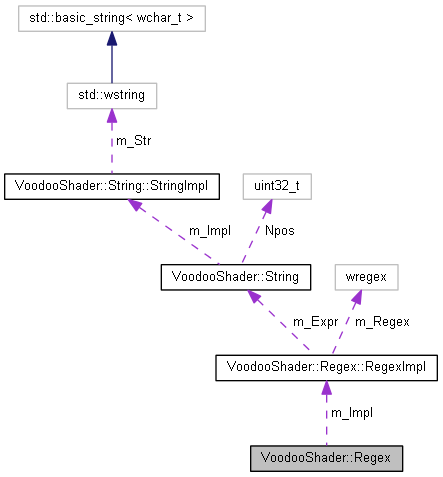 std::basic_string< wchar_t >
std::wstring
m_Str
VoodooShader::String::StringImpl
uint32_t
m_Impl
Npos
VoodooShader::String
wregex
m_Expr
m_Regex
VoodooShader::Regex::RegexImpl
m_Impl
VoodooShader::Regex